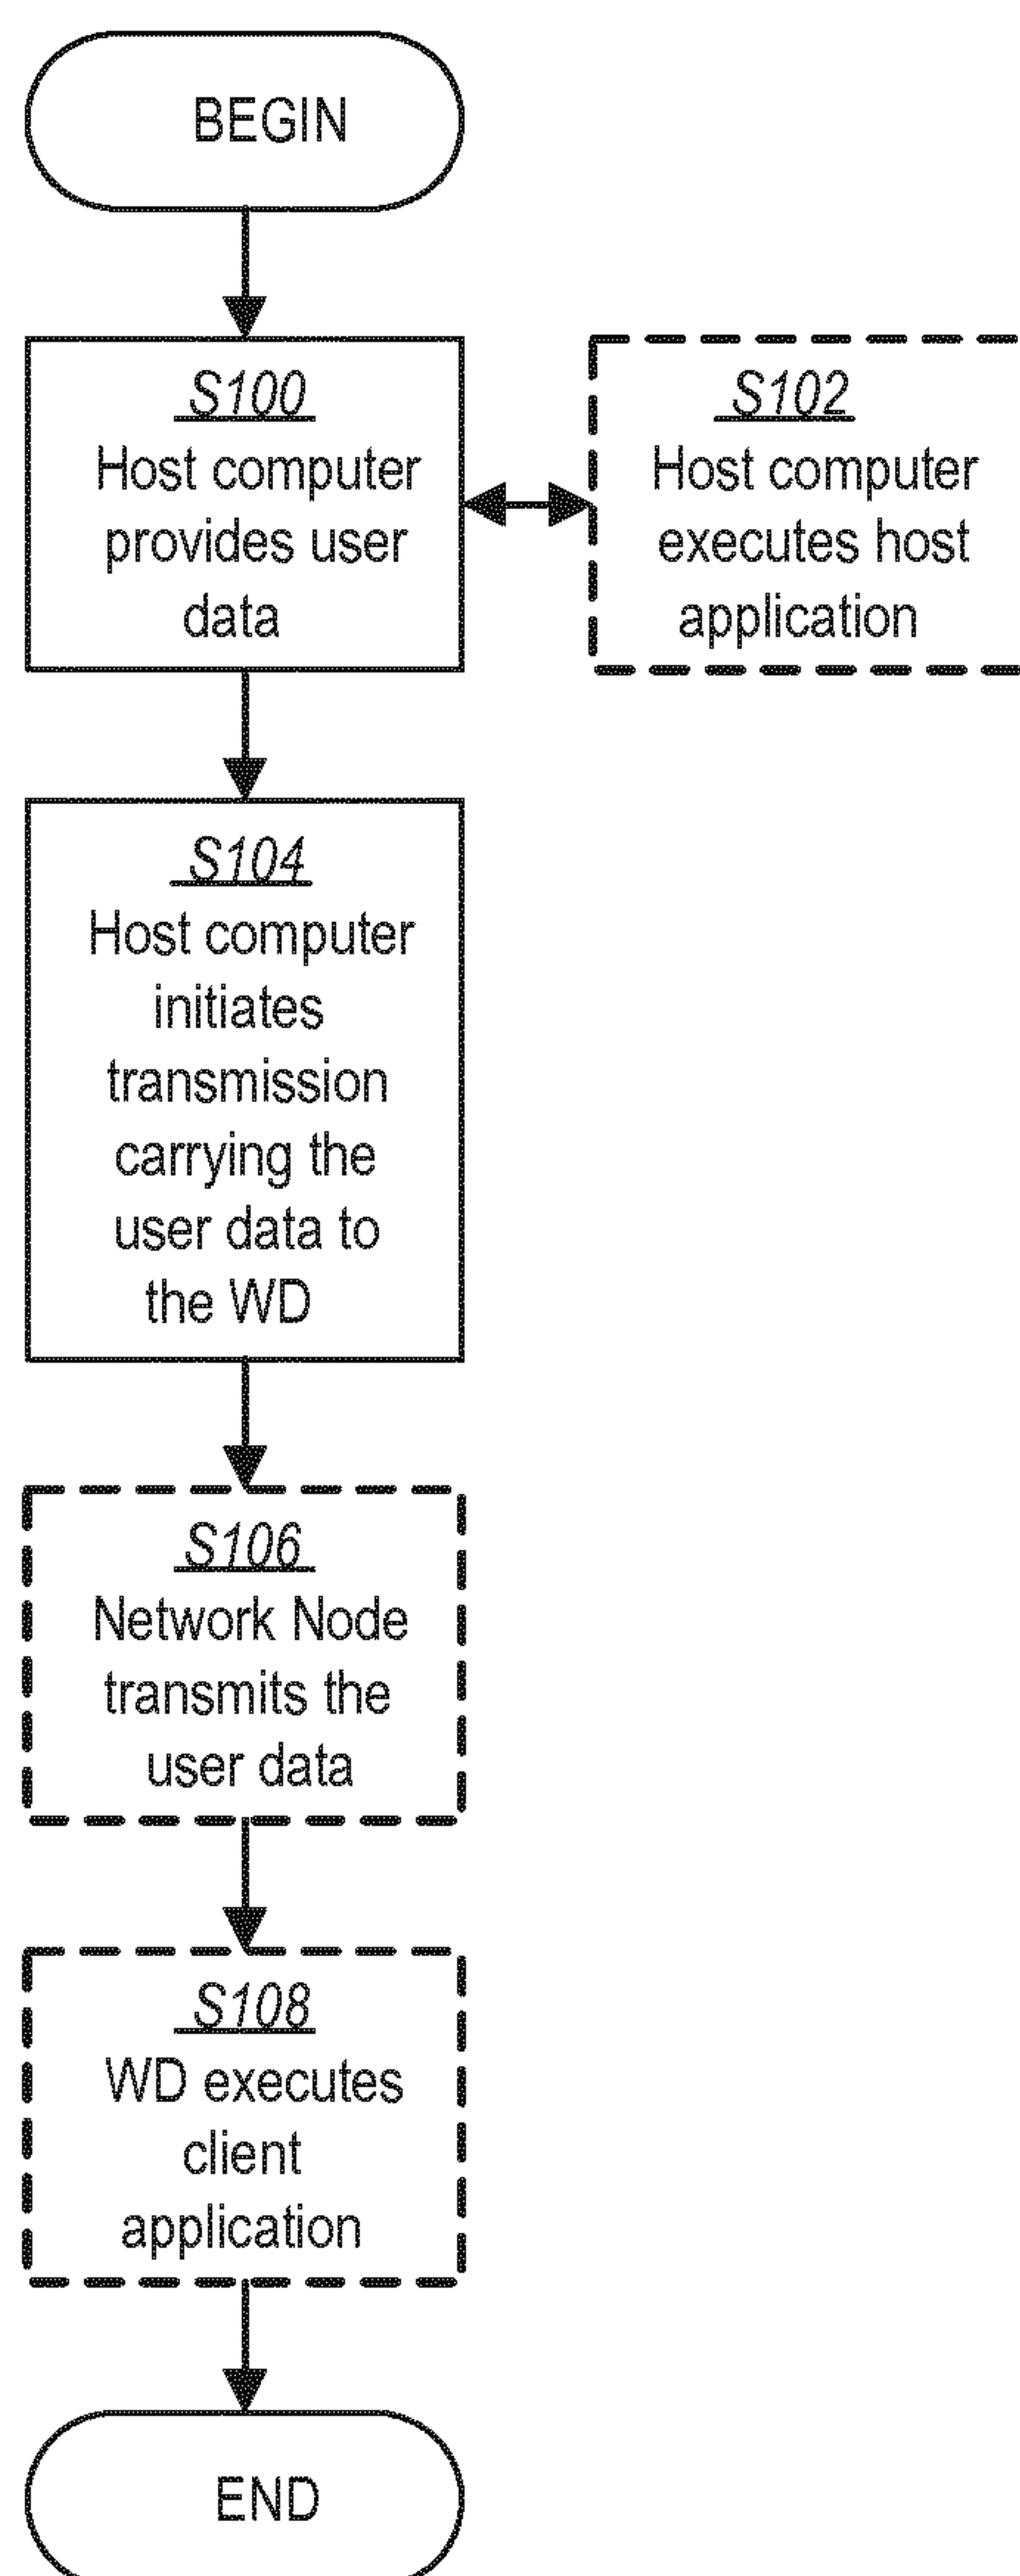 BEGIN
S100
Host computer
provides user
data
S102
Host computer
executes host
application
S104
Host computer
initiates
transmission
carrying the
user data to
the WD
S106
Network Node
transmits the
user data
S108
WD executes
client
application
END